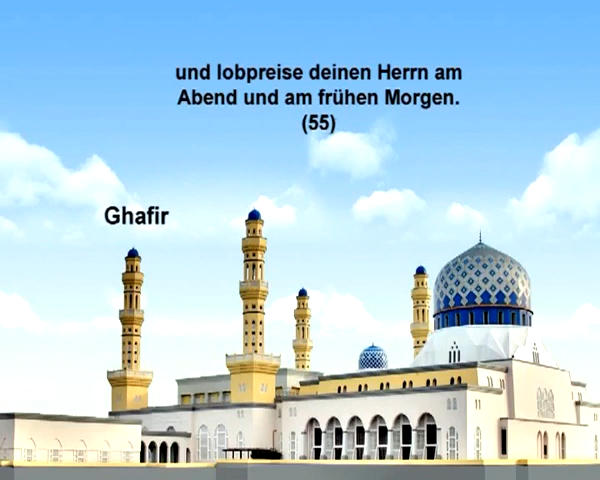 und lobpreise deinen Herrn am
Abend und am frühen Morgen.
(55)
Ghafir